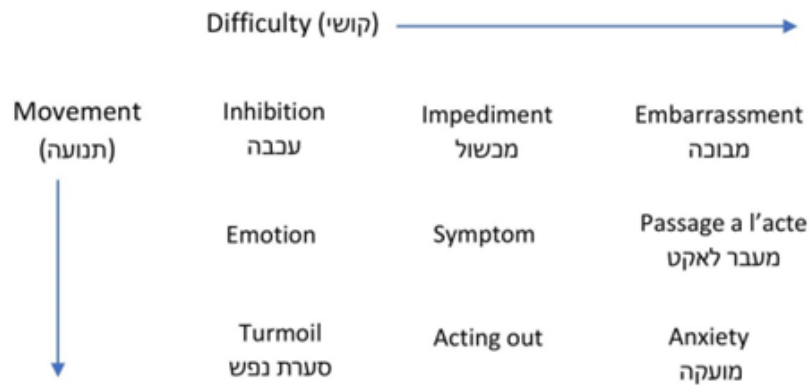 Difficulty (קושי)
Movement Inhibition Impediment Embarrassment
(תנועה) עכבה מכשול מבוכה
Emotion Symptom Passage a l'acte
מעבר לאקט
Turmoil Acting out Anxiety
סערת נפש מועקה